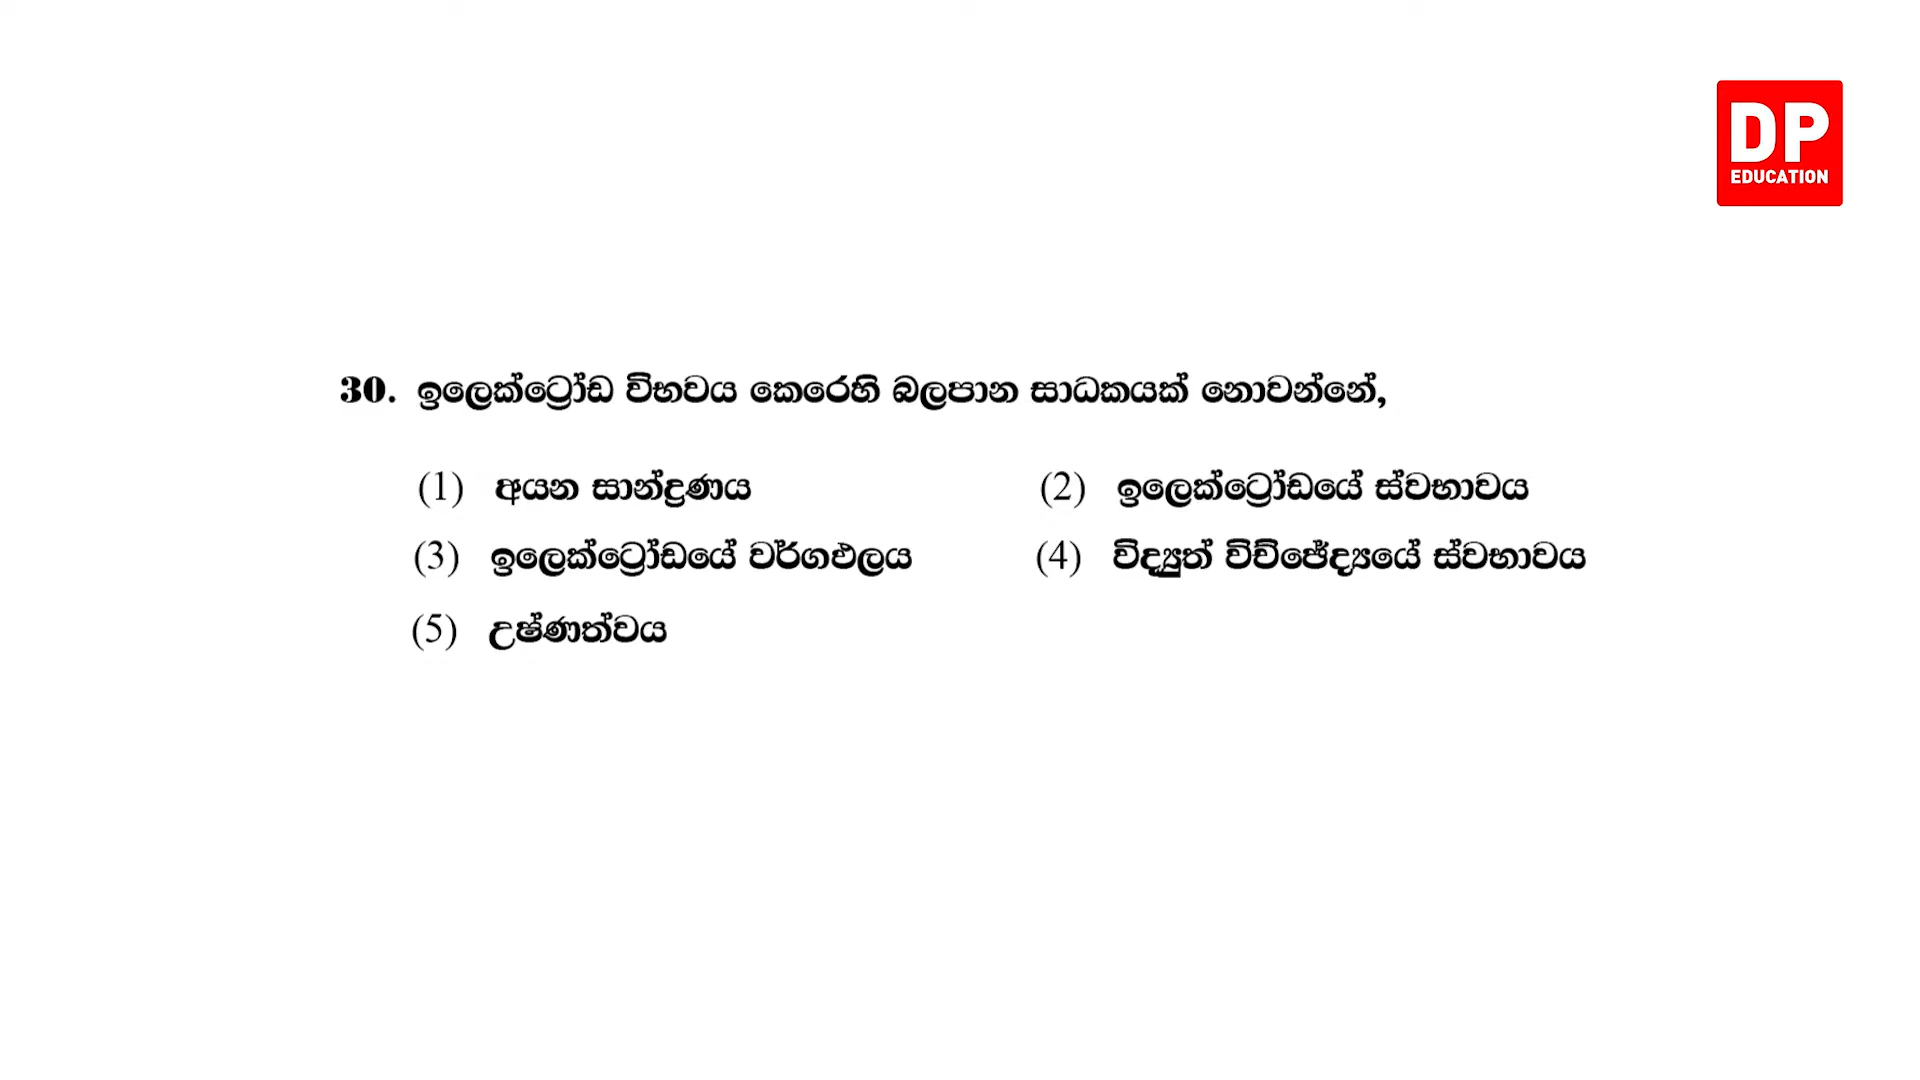 DP
EDUCATION
30. ඉලෙක්ට්‍රෝඩ විභවය කෙරෙහි බලපාන සාධකයක් නොවන්නේ,
(1) අයන සාන්ද්‍රණය (2) ඉලෙක්ට්‍රෝඩයේ ස්වභාවය
(3) ඉලෙක්ට්‍රෝඩයේ වර්ගඵලය (4) විද්‍යුත් විච්ඡේද්‍යයේ ස්වභාවය
(5) උෂ්ණත්වය